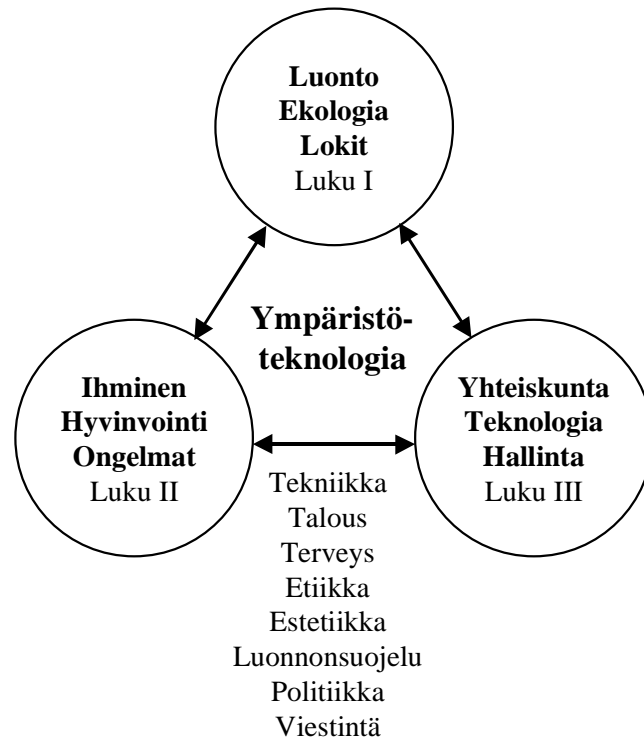 Luonto
Ekologia
Lokit
Luku I
Ympäristö-
teknologia
Ihminen
Hyvinvointi
Ongelmat
Luku II
Yhteiskunta
Teknologia
Hallinta
Luku III
Tekniikka
Talous
Terveys
Etiikka
Estetiikka
Luonnonsuojelu
Politiikka
Viestintä